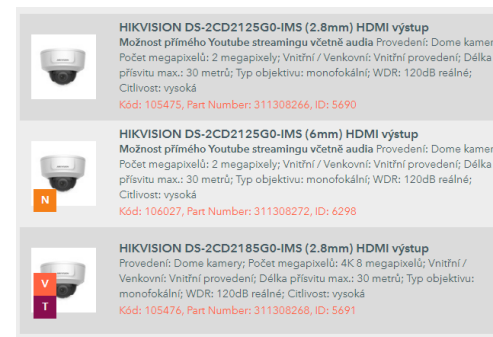 HIKVISION DS-2CD2125G0-IMS (2.8mm) HDMI výstup
Možnost přímého Youtube streamingu včetně audia Provedení: Dome kamer
Počet megapixelů: 2 megapixely; Vnitřní / Venkovní: Vnitřní provedení; Délka
přísvitu max.: 30 metrů; Typ objektivu: monofokální; WDR: 120dB reálné;
Citlivost: vysoká
Kód: 105475, Part Number: 311308266, ID: 5690
HIKVISION DS-2CD2125G0-IMS (6mm) HDMI výstup
Možnost přímého Youtube streamingu včetně audia Provedení: Dome kamer
Počet megapixelů: 2 megapixely; Vnitřní / Venkovní: Vnitřní provedení; Délka
přísvitu max.: 30 metrů; Typ objektivu: monofokální; WDR: 120dB reálné;
Citlivost: vysoká
N
Kód: 106027, Part Number: 311308272, ID: 6298
HIKVISION DS-2CD2185G0-IMS (2.8mm) HDMI výstup
Provedení: Dome kamery; Počet megapixelů: 4K 8 megapixelů; Vnitřní /
Venkovní: Vnitřní provedení; Délka přísvitu max.: 30 metrů; Typ objektivu:
V
monofokální; WDR: 120dB reálné; Citlivost: vysoká
T
Kód: 105476, Part Number: 311308268, ID: 5691